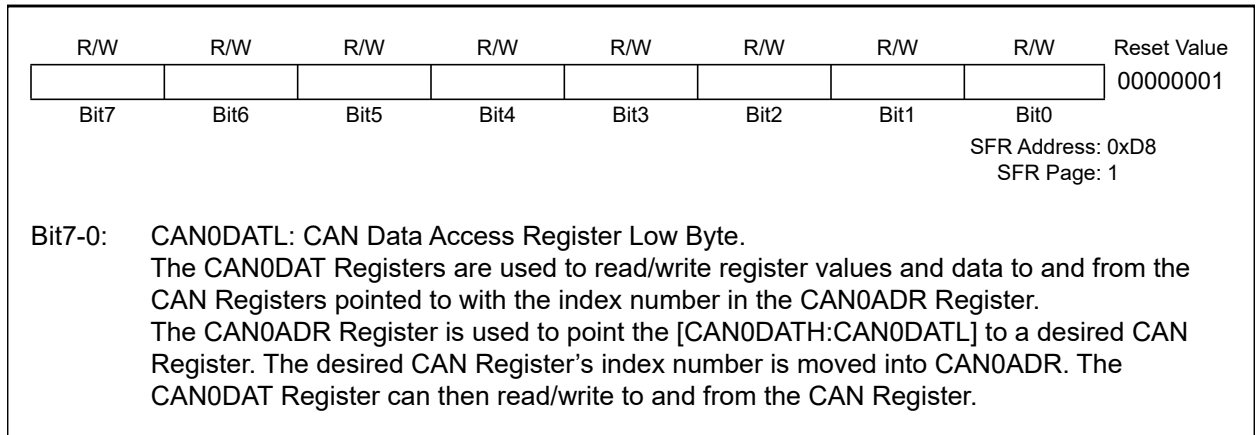 R/W R/W R/W R/W R/W R/W R/W R/W Reset Value
00000001
Bit7 Bit6 Bit5 Bit4 Bit3 Bit2 Bit1 Bit0
SFR Address: 0xD8
SFR Page: 1
Bit7-0: CAN0DATL: CAN Data Access Register Low Byte.
The CAN0DAT Registers are used to read/write register values and data to and from the
CAN Registers pointed to with the index number in the CAN0ADR Register.
The CAN0ADR Register is used to point the [CAN0DATH:CAN0DATL] to a desired CAN
Register. The desired CAN Register’s index number is moved into CAN0ADR. The
CAN0DAT Register can then read/write to and from the CAN Register.